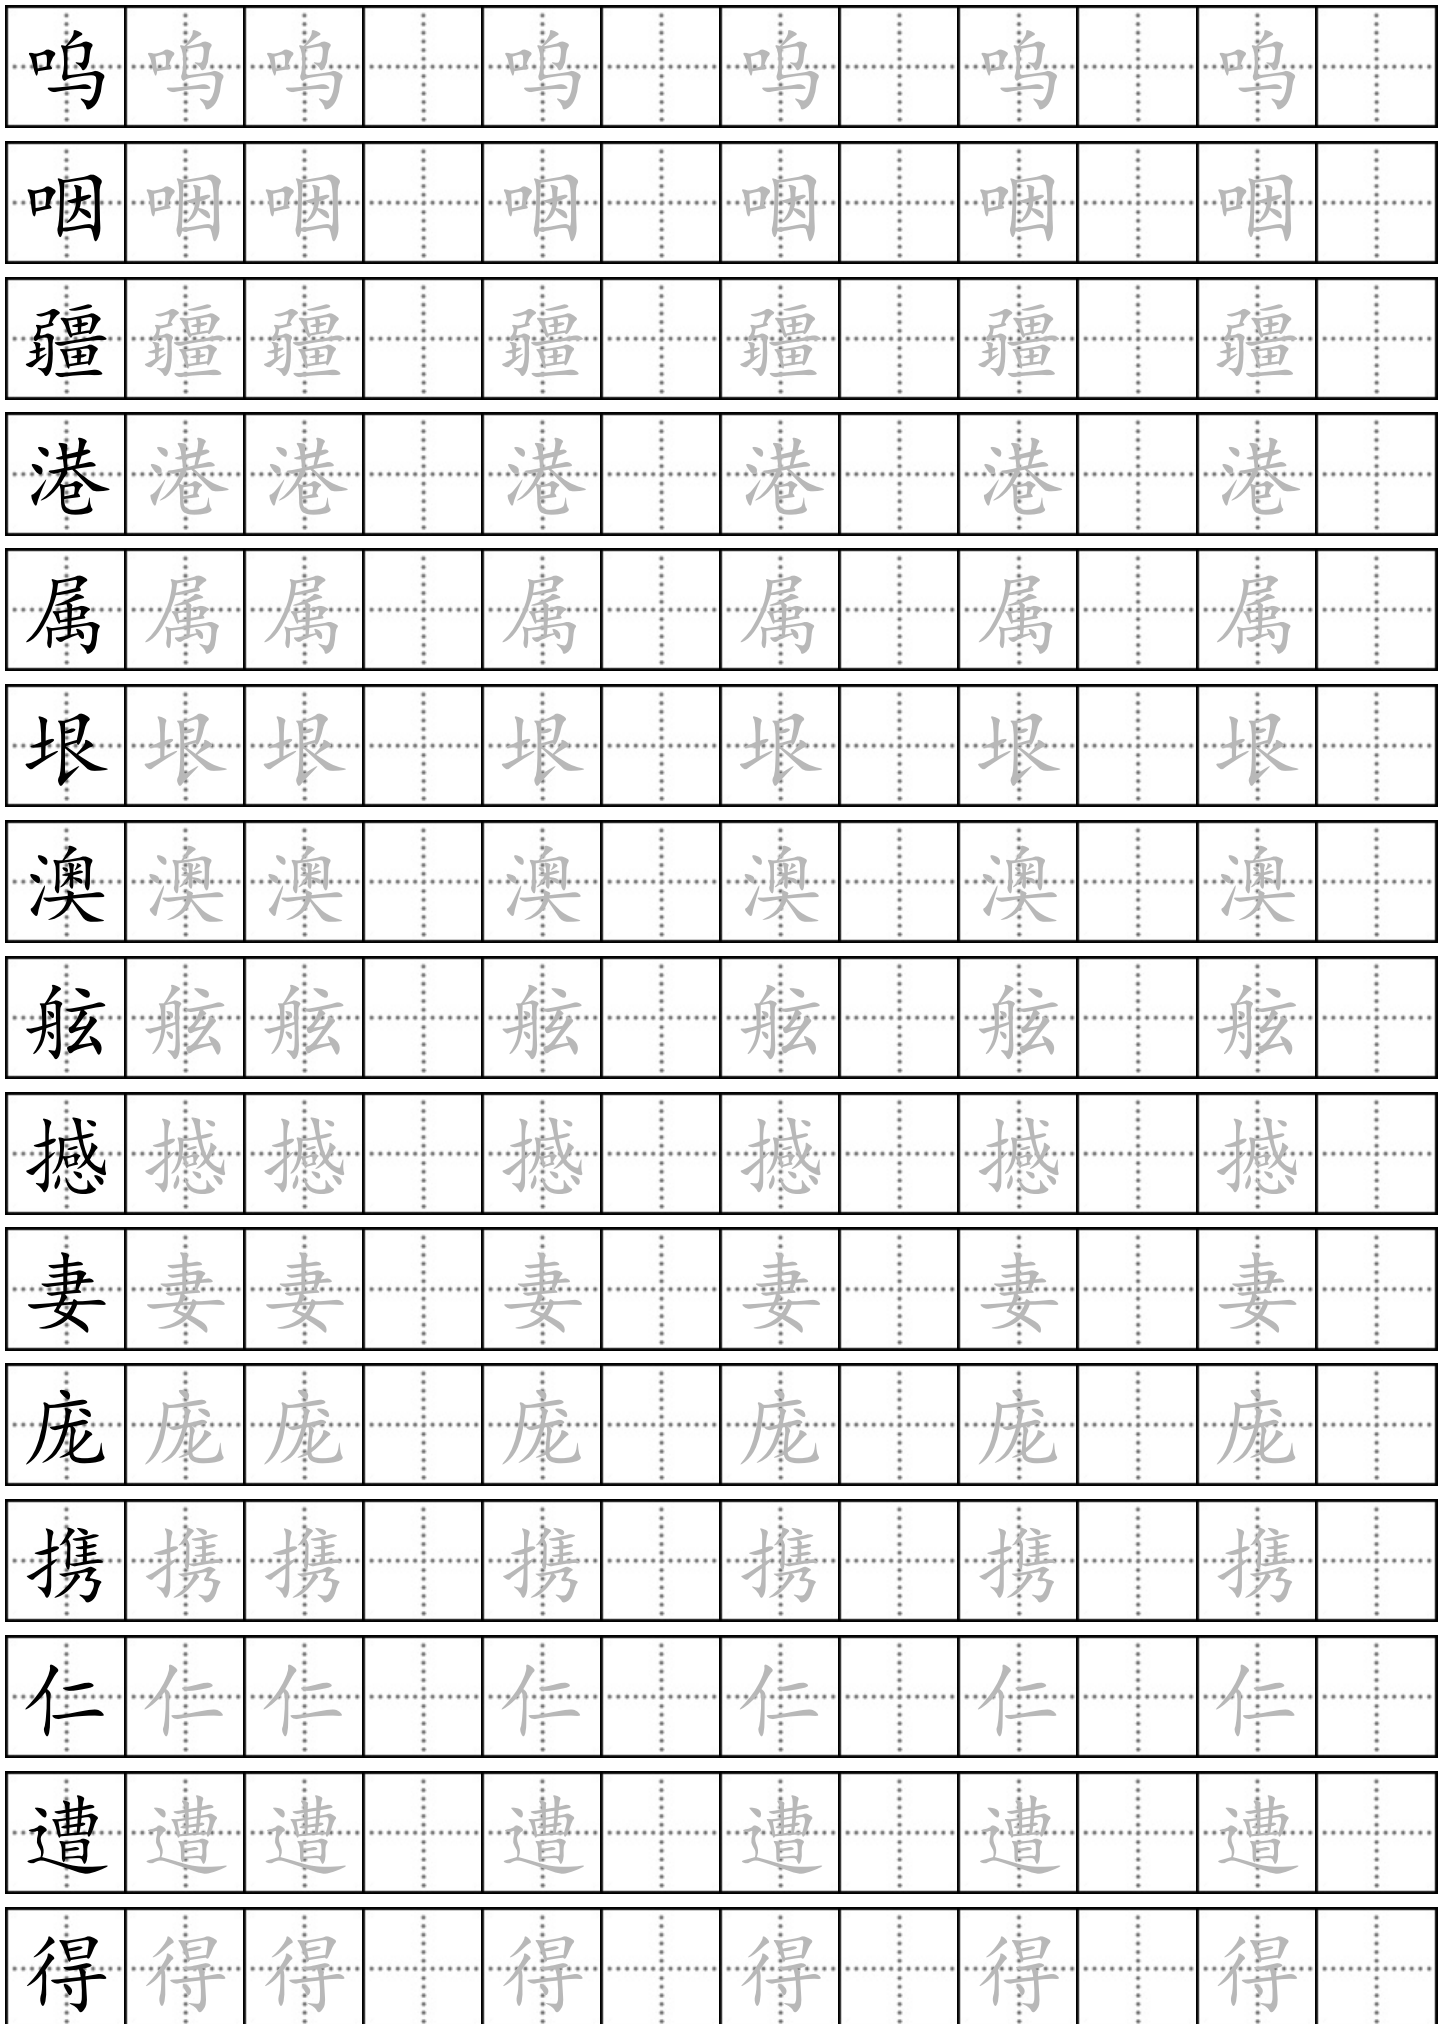 呜 呜 呜 呜 呜 呜 呜
咽 咽 咽 咽 咽 咽 咽
疆 疆 疆 疆 疆 疆 疆
港 港 港 港 港 港 港
属 属 属 属 属 属 属
垠 垠 垠 垠 垠 垠 垠
澳 澳 澳 澳 澳 澳 澳
舷 舷 舷 舷 舷 舷 舷
撼 撼 撼 撼 撼 撼 撼
妻 妻 妻 妻 妻 妻 妻
庞 庞 庞 庞 庞 庞 庞
携 携 携 携 携 携 携
仁 仁 仁 仁 仁 仁 仁
遭 遭 遭 遭 遭 遭 遭
得 得 得 得 得 得 得